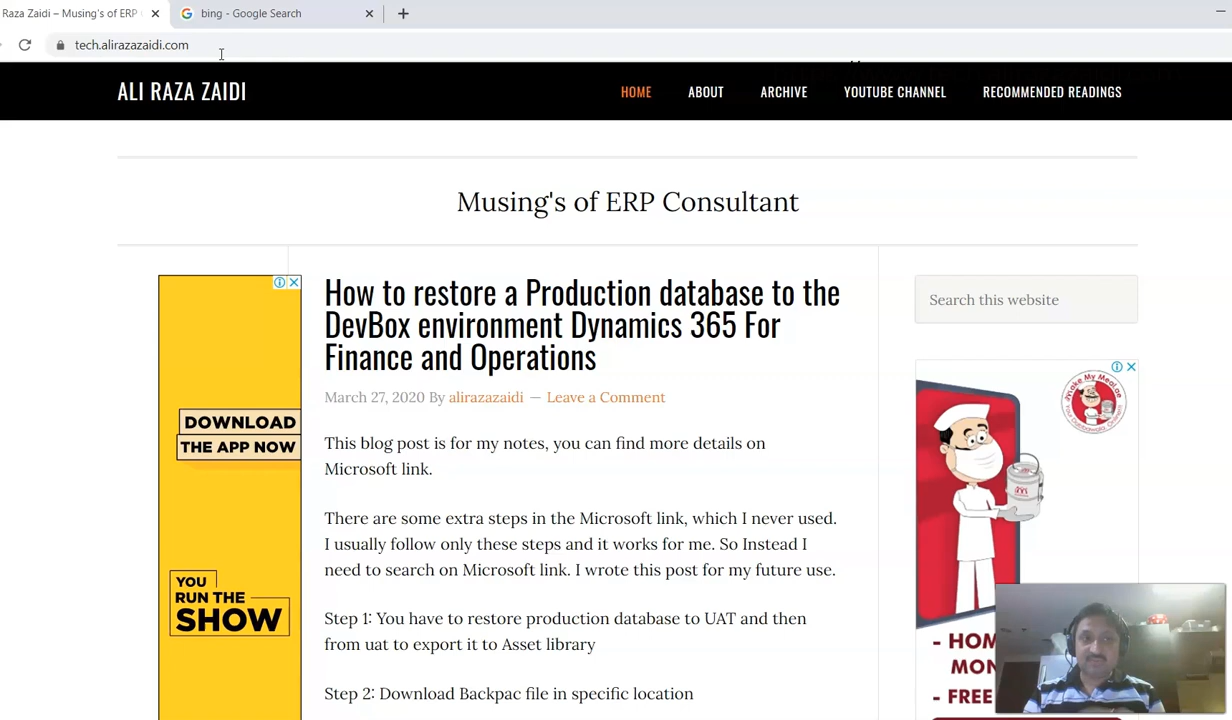 Raza Zaidi – Musing's of ERP
bing - Google Search
tech.alirazazaidi.com
ALI RAZA ZAIDI
HOME
ABOUT
ARCHIVE
YOUTUBE CHANNEL
RECOMMENDED READINGS
Musing's of ERP Consultant
DOWNLOAD
THE APP NOW
YOU
RUN THE
SHOW
How to restore a Production database to the
DevBox environment Dynamics 365 For
Finance and Operations
March 27, 2020 By alirazazaidi — Leave a Comment
This blog post is for my notes, you can find more details on
Microsoft link.
There are some extra steps in the Microsoft link, which I never used.
I usually follow only these steps and it works for me. So Instead I
need to search on Microsoft link. I wrote this post for my future use.
Step 1: You have to restore production database to UAT and then
from uat to export it to Asset library
Step 2: Download Backpac file in specific location
Search this website
- HOM
MON
- FREE